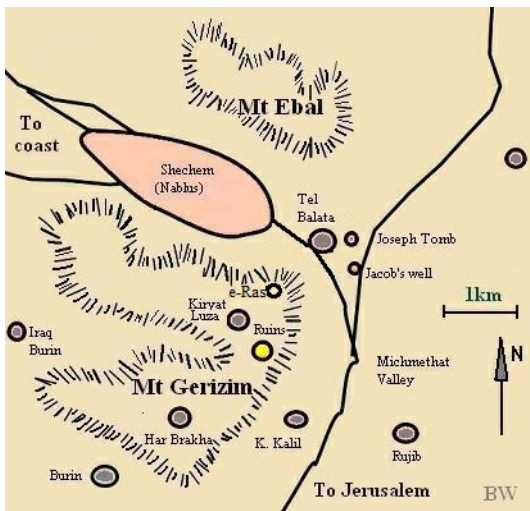 Mt Ebal
To
coast
Shechem
(Nablus)
Tel
Balata
Joseph Tomb
Jacob's well
e-Ras
1km
Kiryat
Luza
Ruins
Iraq
Burin
N
Michmethat
Valley
Mt Gerizim
Har Brakha
K. Kalil
Rujib
Burin
To Jerusalem
BW